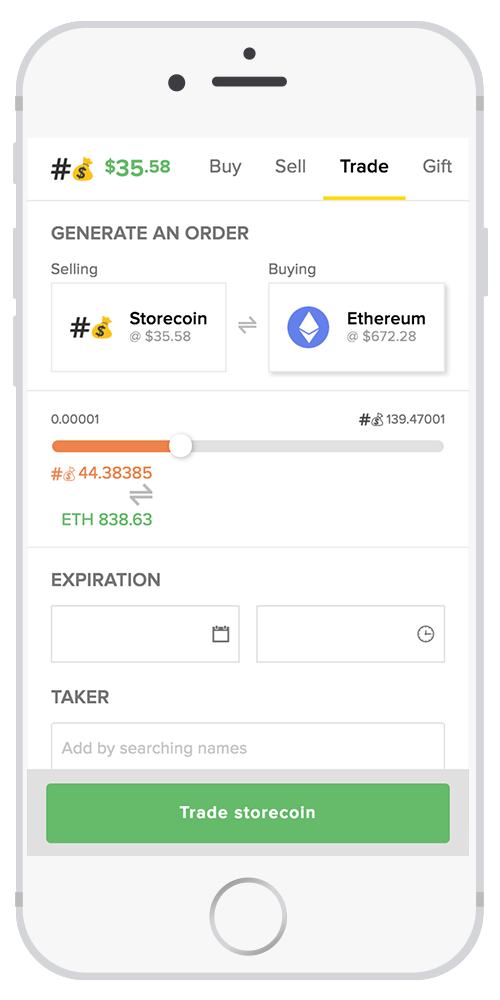 #💰 $35.58 Buy Sell Trade Gift
GENERATE AN ORDER
Selling Buying
#💰 Storecoin Ethereum
@ $35.58 @ $672.28
0.00001 #💰 139.47001
#💰 44.38385
ETH 838.63
EXPIRATION
TAKER
Add by searching names
Trade storecoin